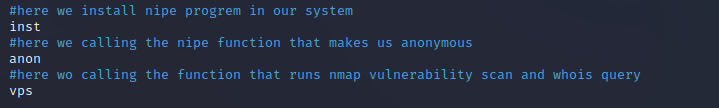 #here we install nipe progrem in our system
inst
#here we calling the nipe function that makes us anonymous
anon
#here wo calling the function that runs nmap vulnerability scan and whois query
vps